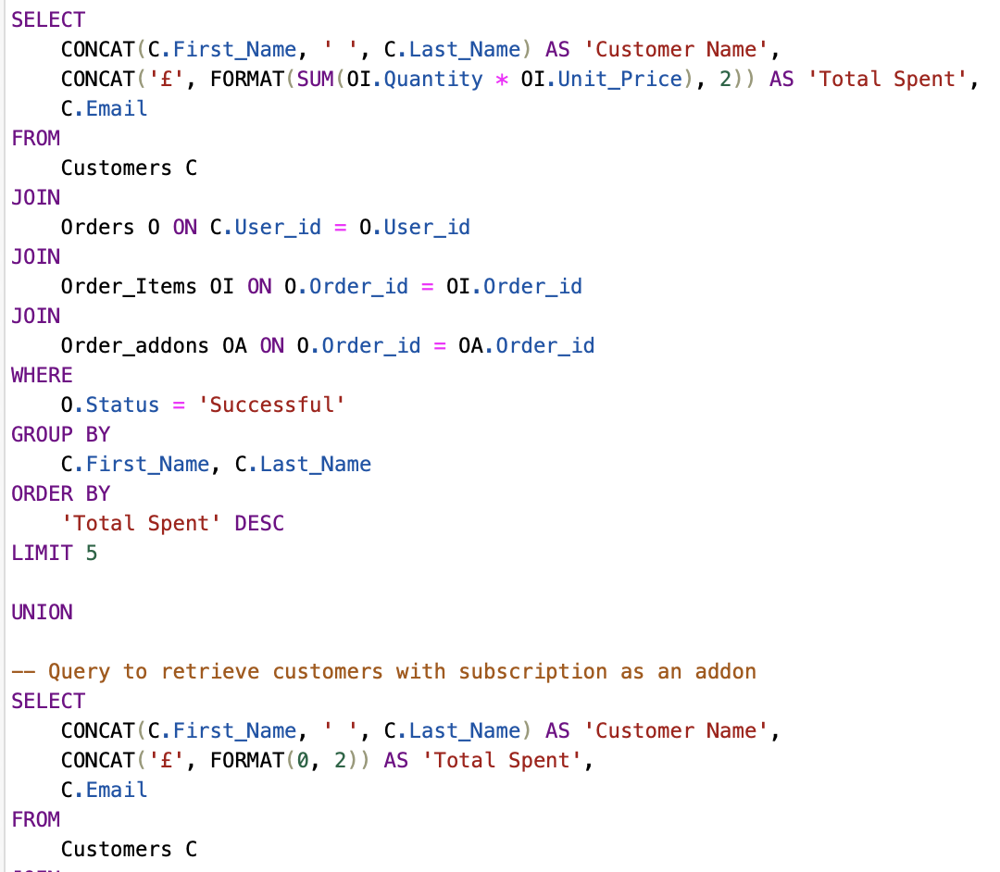 SELECT
    CONCAT(C.First_Name, ' ', C.Last_Name) AS 'Customer Name',
    CONCAT('£', FORMAT(SUM(OI.Quantity * OI.Unit_Price), 2)) AS 'Total Spent',
    C.Email
FROM
    Customers C
JOIN
    Orders O ON C.User_id = O.User_id
JOIN
    Order_Items OI ON O.Order_id = OI.Order_id
JOIN
    Order_addons OA ON O.Order_id = OA.Order_id
WHERE
    O.Status = 'Successful'
GROUP BY
    C.First_Name, C.Last_Name
ORDER BY
    'Total Spent' DESC
LIMIT 5

UNION

-- Query to retrieve customers with subscription as an addon
SELECT
    CONCAT(C.First_Name, ' ', C.Last_Name) AS 'Customer Name',
    CONCAT('£', FORMAT(0, 2)) AS 'Total Spent',
    C.Email
FROM
    Customers C